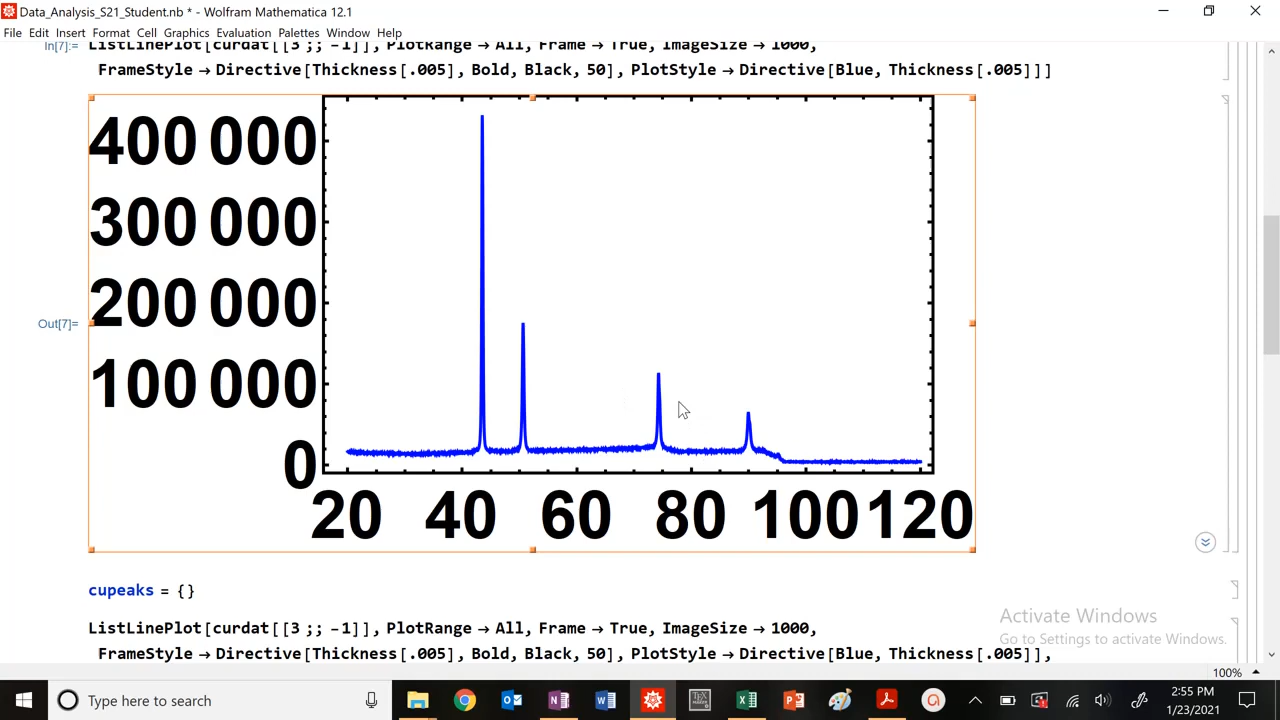 Data_Analysis_S21_Student.nb * - Wolfram Mathematica 12.1
File Edit Insert Format Cell Graphics Evaluation Palettes Window Help
In[7]:= ListLinePlot[curdat[[3 ;; -1]], PlotRange → All, Frame → True, ImageSize → 1000,
FrameStyle → Directive[Thickness[.005], Bold, Black, 50], PlotStyle → Directive[Blue, Thickness[.005]]]
400 000
300 000
200 000
Out[7]=
100 000
0
20 40 60 80 100 120
cupeaks = {}
ListLinePlot[curdat[[3 ;; -1]], PlotRange → All, Frame → True, ImageSize → 1000,
FrameStyle → Directive[Thickness[.005], Bold, Black, 50], PlotStyle → Directive[Blue, Thickness[.005]],
Activate Windows
Go to Settings to activate Windows.
100%
Type here to search
2:55 PM
1/23/2021